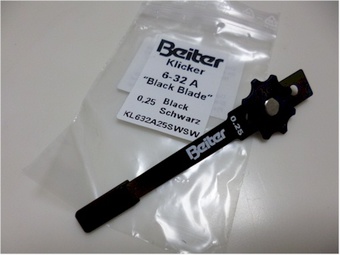 Beiter
Klicker
6-32 A
"Black Blade"
0,25 Black
Schwarz
KL632A25SWSW
Beiter 0,25